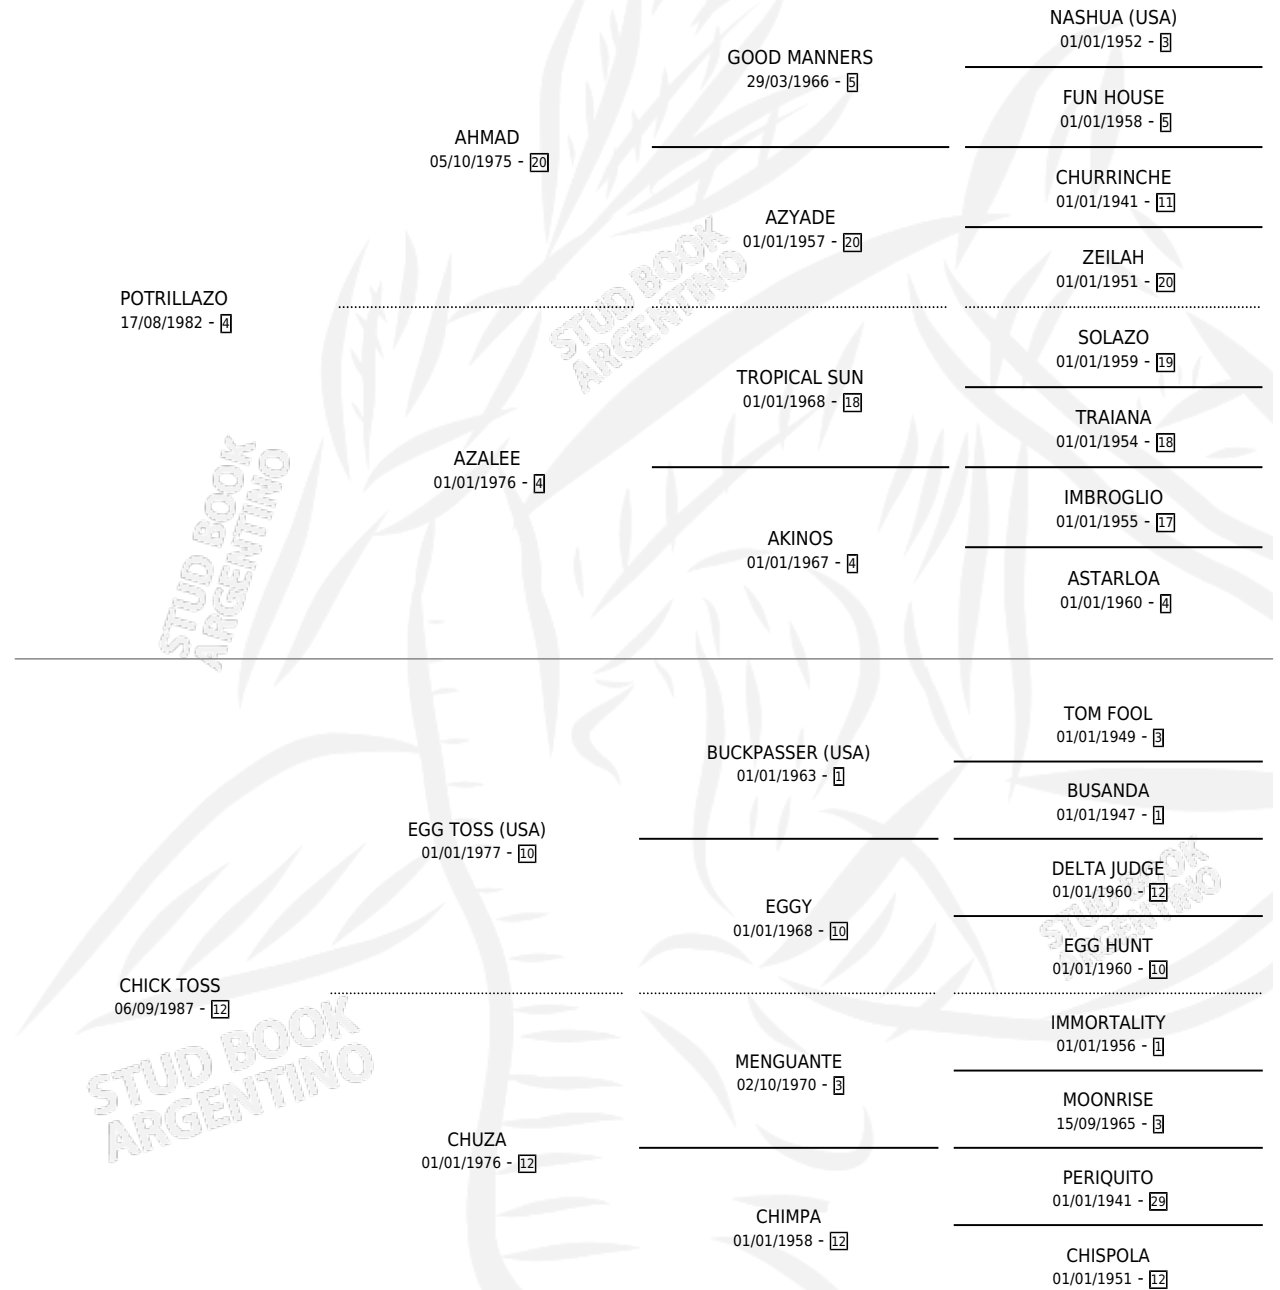 NASHUA (USA)
01/01/1952 - 3
GOOD MANNERS
29/03/1966 - 5
FUN HOUSE
01/01/1958 - 5
AHMAD
05/10/1975 - 20
CHURRINCHE
01/01/1941 - 11
AZYADE
01/01/1957 - 20
ZEILAH
01/01/1951 - 20
POTRILLAZO
17/08/1982 - 4
STUD BOOK
ARGENTINO
SOLAZO
01/01/1959 - 19
TROPICAL SUN
01/01/1968 - 18
TRAIANA
01/01/1954 - 18
AZALEE
01/01/1976 - 4
IMBROGLIO
01/01/1955 - 17
AKINOS
01/01/1967 - 4
ASTARLOA
01/01/1960 - 4
STUD BOOK
ARGENTINO
TOM FOOL
01/01/1949 - 3
BUCKPASSER (USA)
01/01/1963 - 1
BUSANDA
01/01/1947 - 1
EGG TOSS (USA)
01/01/1977 - 10
DELTA JUDGE
01/01/1960 - 12
EGGY
01/01/1968 - 10
STUD BOOK
ARGENTINO
EGG HUNT
01/01/1960 - 10
CHICK TOSS
06/09/1987 - 12
IMMORTALITY
01/01/1956 - 1
MENGUANTE
02/10/1970 - 3
STUD BOOK
ARGENTINO
MOONRISE
15/09/1965 - 3
CHUZA
01/01/1976 - 12
PERIQUITO
01/01/1941 - 29
CHIMPA
01/01/1958 - 12
CHISPOLA
01/01/1951 - 12